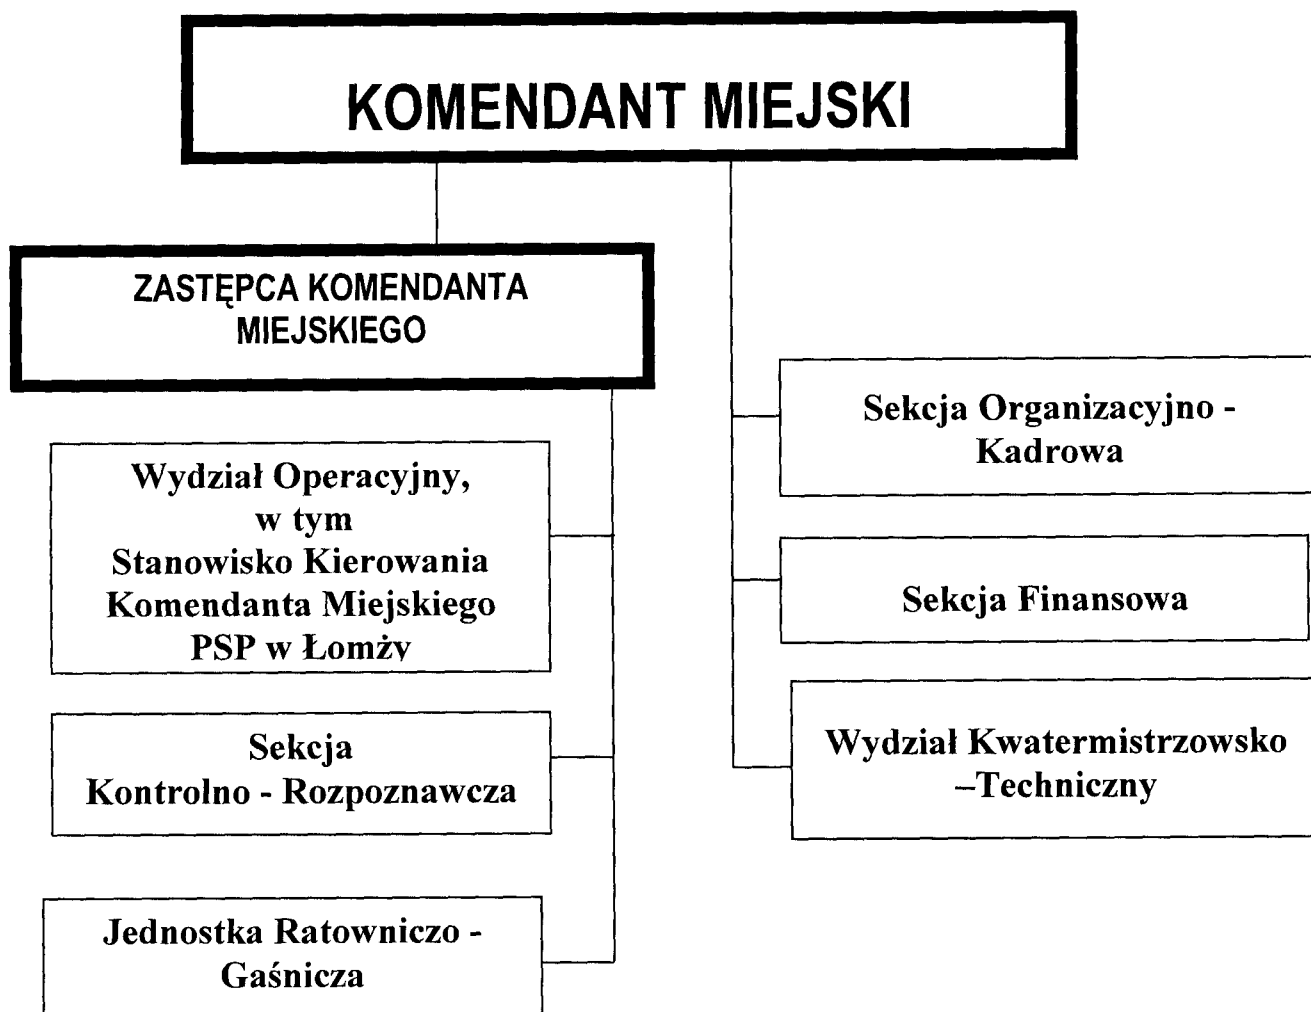 KOMENDANT MIEJSKI
ZASTĘPCA KOMENDANTA
MIEJSKIEGO
Wydział Operacyjny,
w tym
Stanowisko Kierowania
Komendanta Miejskiego
PSP w Łomży
Sekcja
Kontrolno - Rozpoznawcza
Jednostka Ratowniczo -
Gaśnicza
Sekcja Organizacyjno -
Kadrowa
Sekcja Finansowa
Wydział Kwatermistrzowsko
–Techniczny